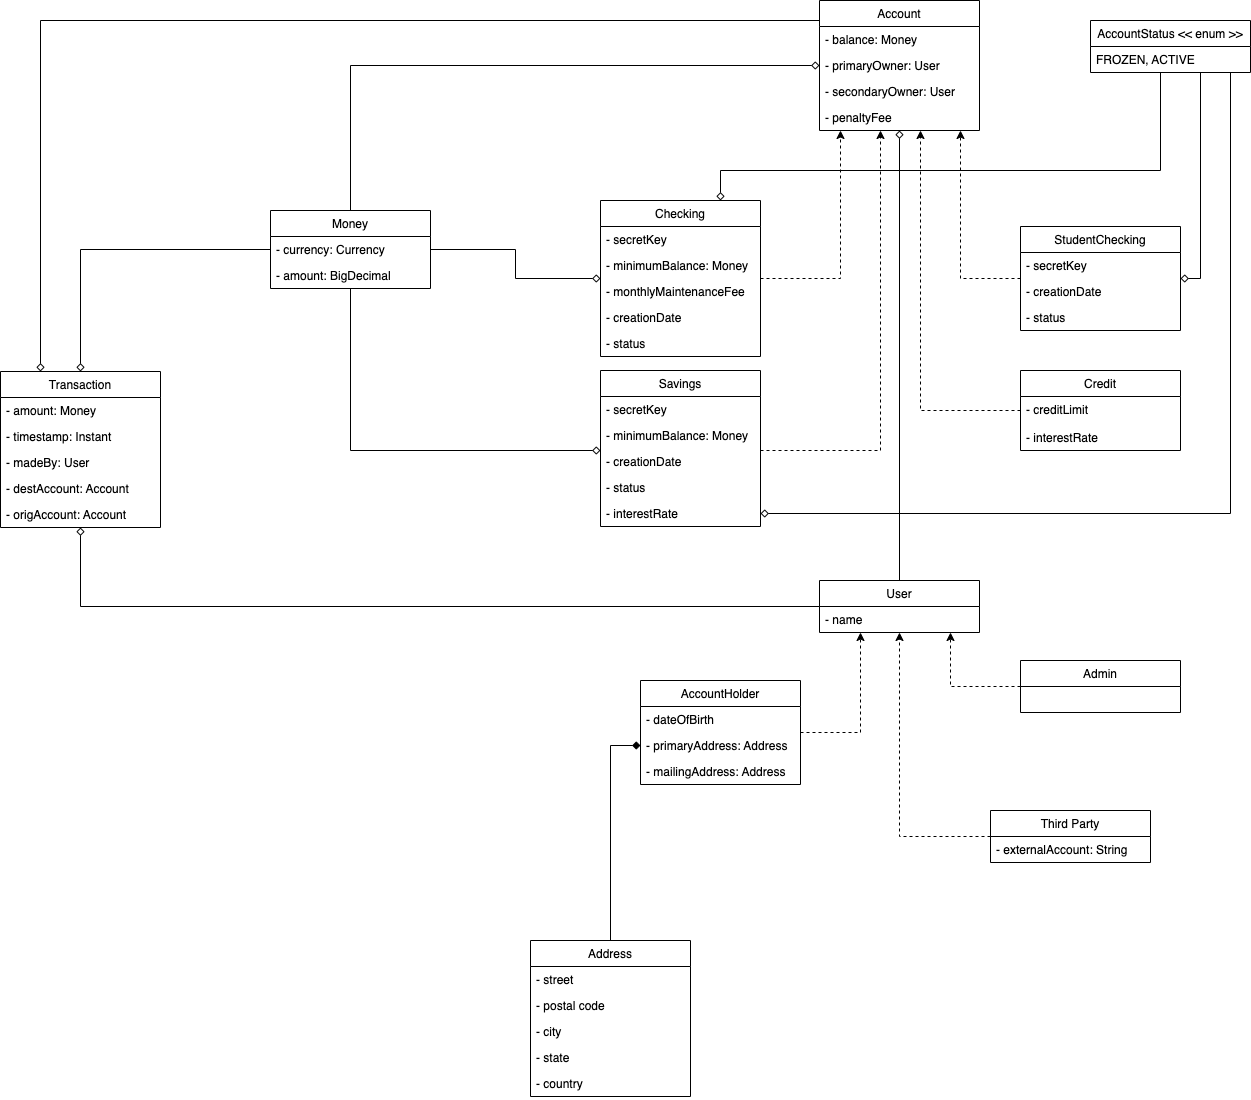 Account
- balance: Money
- primaryOwner: User
- secondaryOwner: User
- penaltyFee
AccountStatus << enum >>
FROZEN, ACTIVE
Money
- currency: Currency
- amount: BigDecimal
Checking
- secretKey
- minimumBalance: Money
- monthlyMaintenanceFee
- creationDate
- status
StudentChecking
- secretKey
- creationDate
- status
Transaction
- amount: Money
- timestamp: Instant
- madeBy: User
- destAccount: Account
- origAccount: Account
Savings
- secretKey
- minimumBalance: Money
- creationDate
- status
- interestRate
Credit
- creditLimit
- interestRate
User
- name
Admin
AccountHolder
- dateOfBirth
- primaryAddress: Address
- mailingAddress: Address
Third Party
- externalAccount: String
Address
- street
- postal code
- city
- state
- country